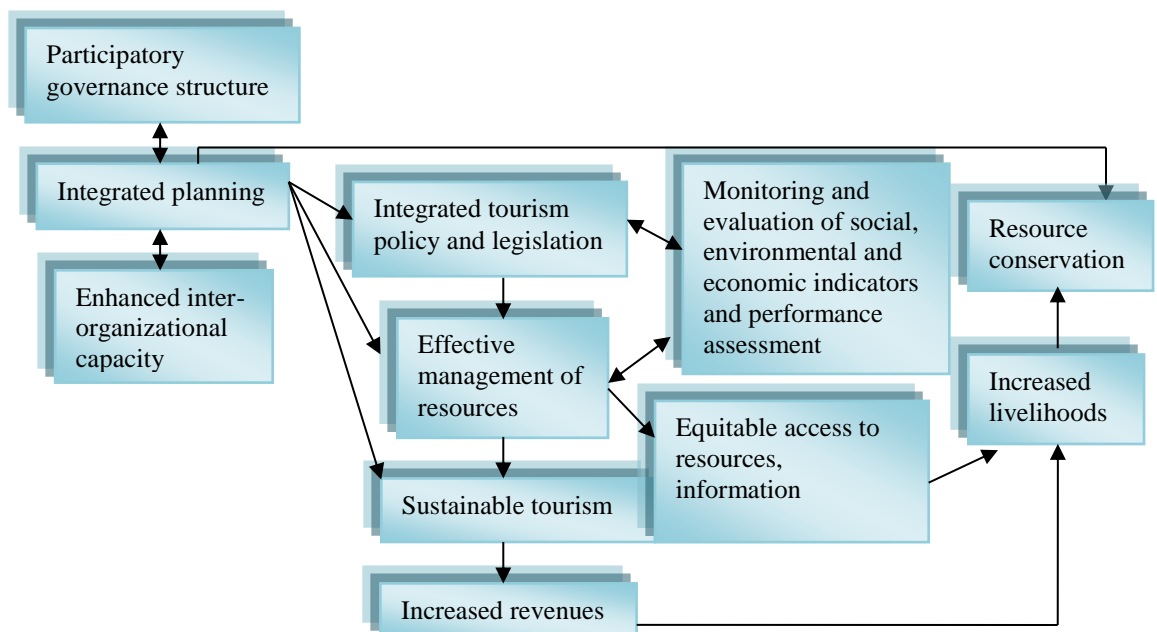 Participatory
governance structure
Integrated planning
Enhanced inter-
organizational
capacity
Integrated tourism
policy and legislation
Effective
management of
resources
Sustainable tourism
Increased revenues
Monitoring and
evaluation of social,
environmental and
economic indicators
and performance
assessment
Equitable access to
resources,
information
Resource
conservation
Increased
livelihoods